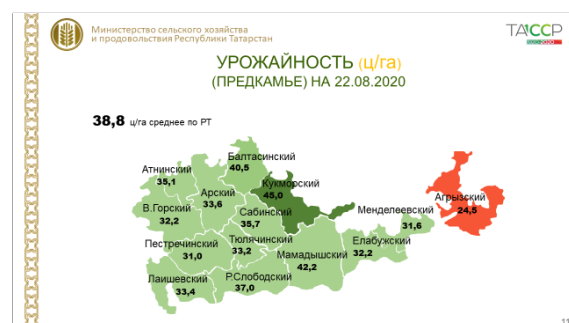 Министерство сельского хозяйства
и продовольствия Республики Татарстан
ТАССР
1920-2020
УРОЖАЙНОСТЬ (ц/га)
(ПРЕДКАМЬЕ) НА 22.08.2020
38,8 ц/га среднее по РТ
Балтасинский
40,5
Атнинский
35,1
Кукморский
45,0
Арский
33,6
Агрызский
24,5
В.Горский
32,2
Сабинский
35,7
Менделеевский
31,6
Пестречинский
31,0
Тюлячинский
33,2
Елабужский
32,2
Мамадышский
42,2
Лаишевский
33,4
Р.Слободский
37,0
11